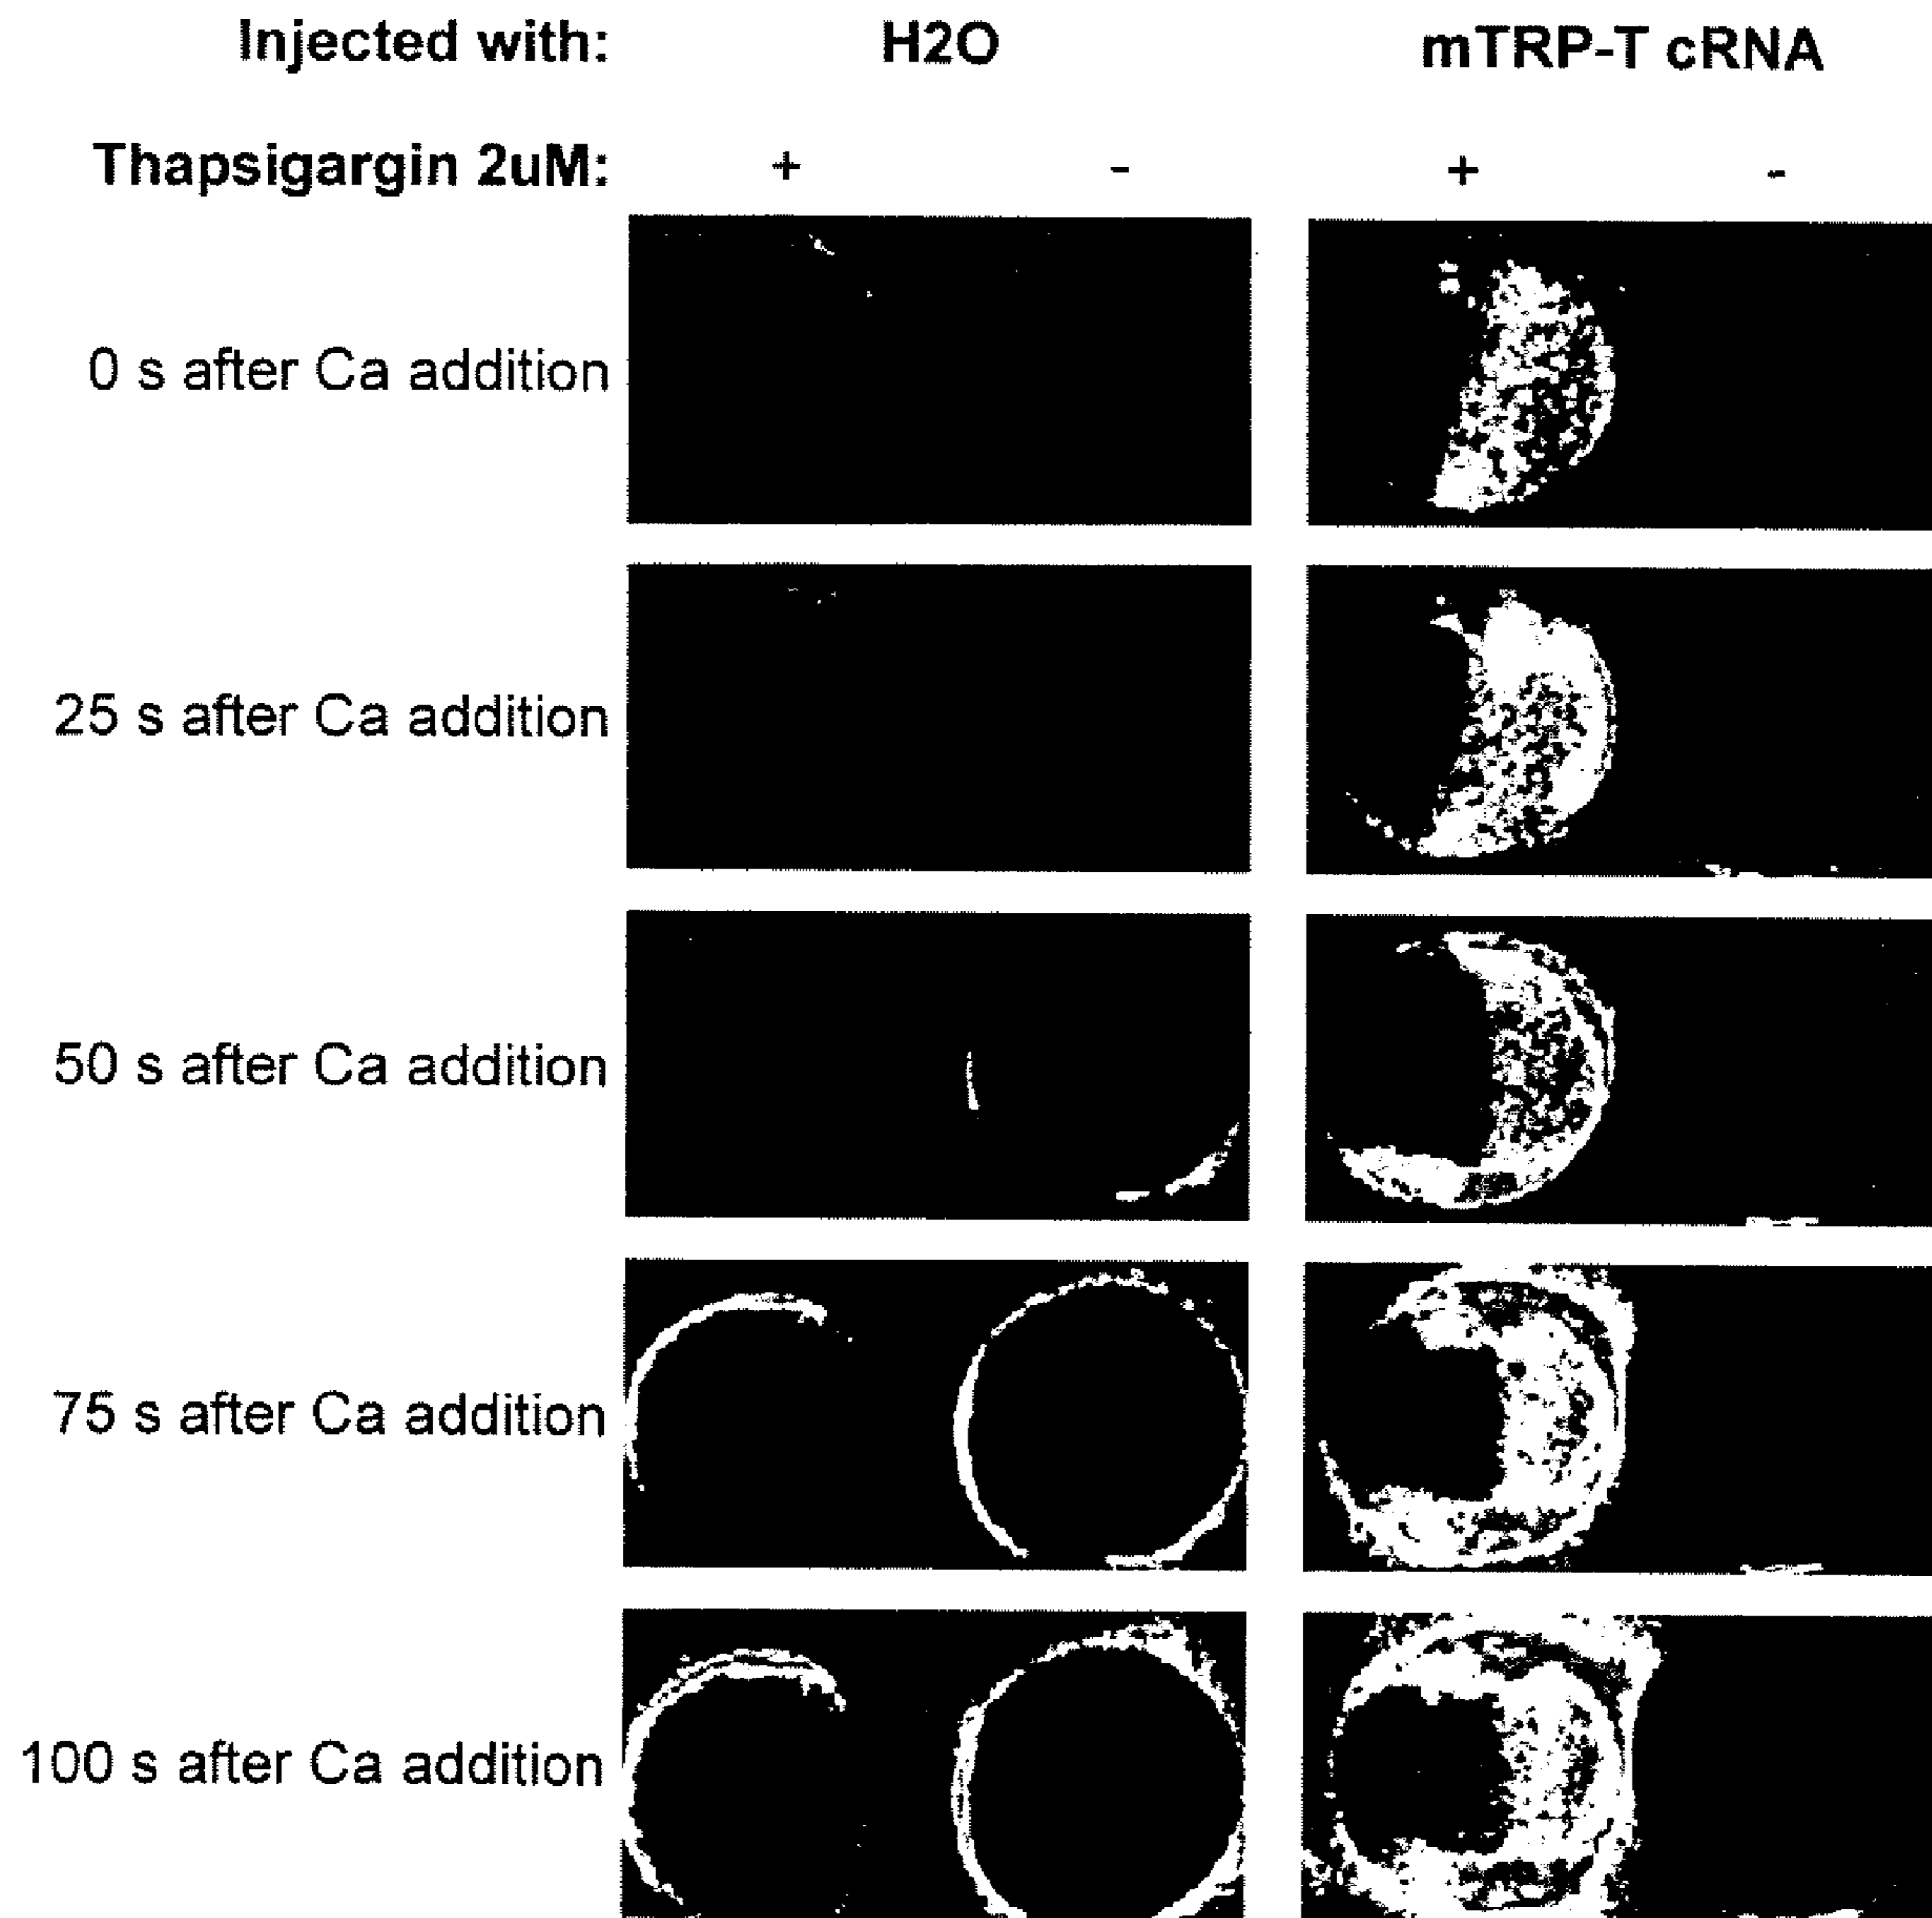 Injected with: H2O mTRP-T cRNA
Thapsigargin 2uM: + - + -
0 s after Ca addition
25 s after Ca addition
50 s after Ca addition
75 s after Ca addition
100 s after Ca addition